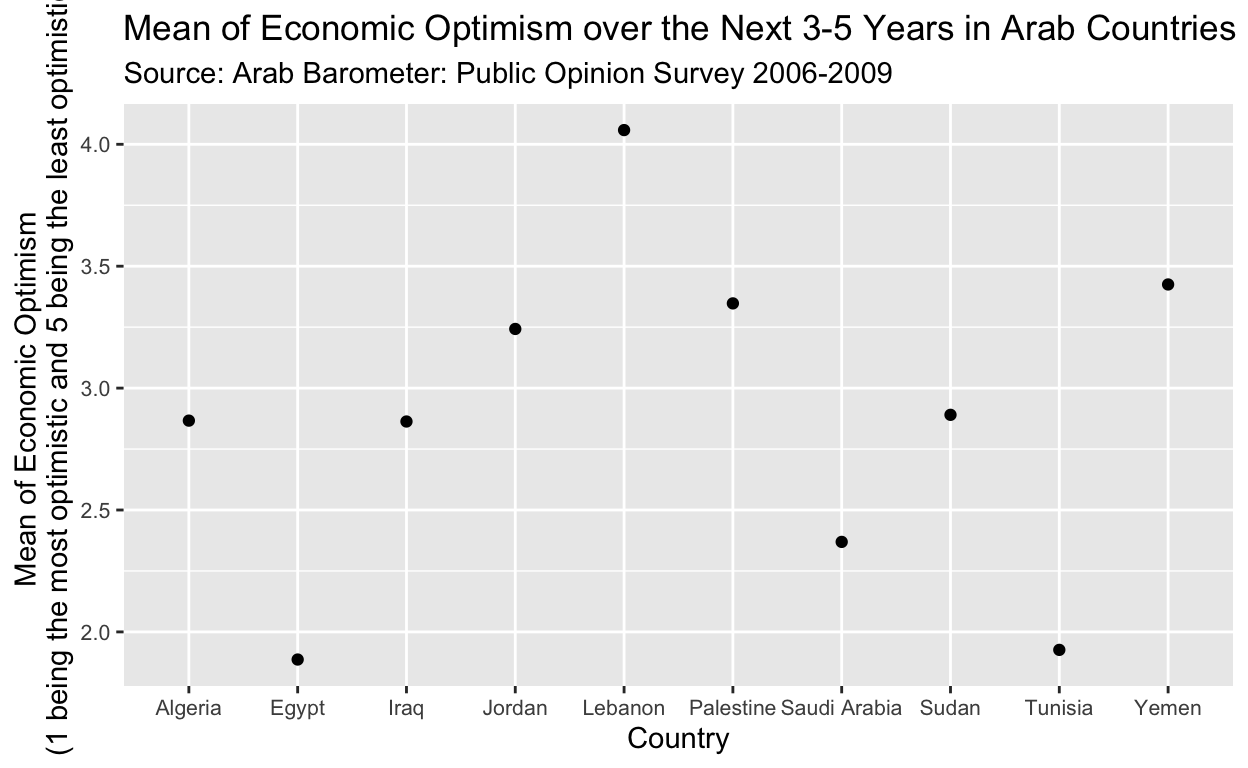 Mean of Economic Optimism over the Next 3-5 Years in Arab Countries
Source: Arab Barometer: Public Opinion Survey 2006-2009
Mean of Economic Optimism
(1 being the most optimistic and 5 being the least optimistic
4.0
3.5
3.0
2.5
2.0
Algeria Egypt Iraq Jordan Lebanon Palestine Saudi Arabia Sudan Tunisia Yemen
Country